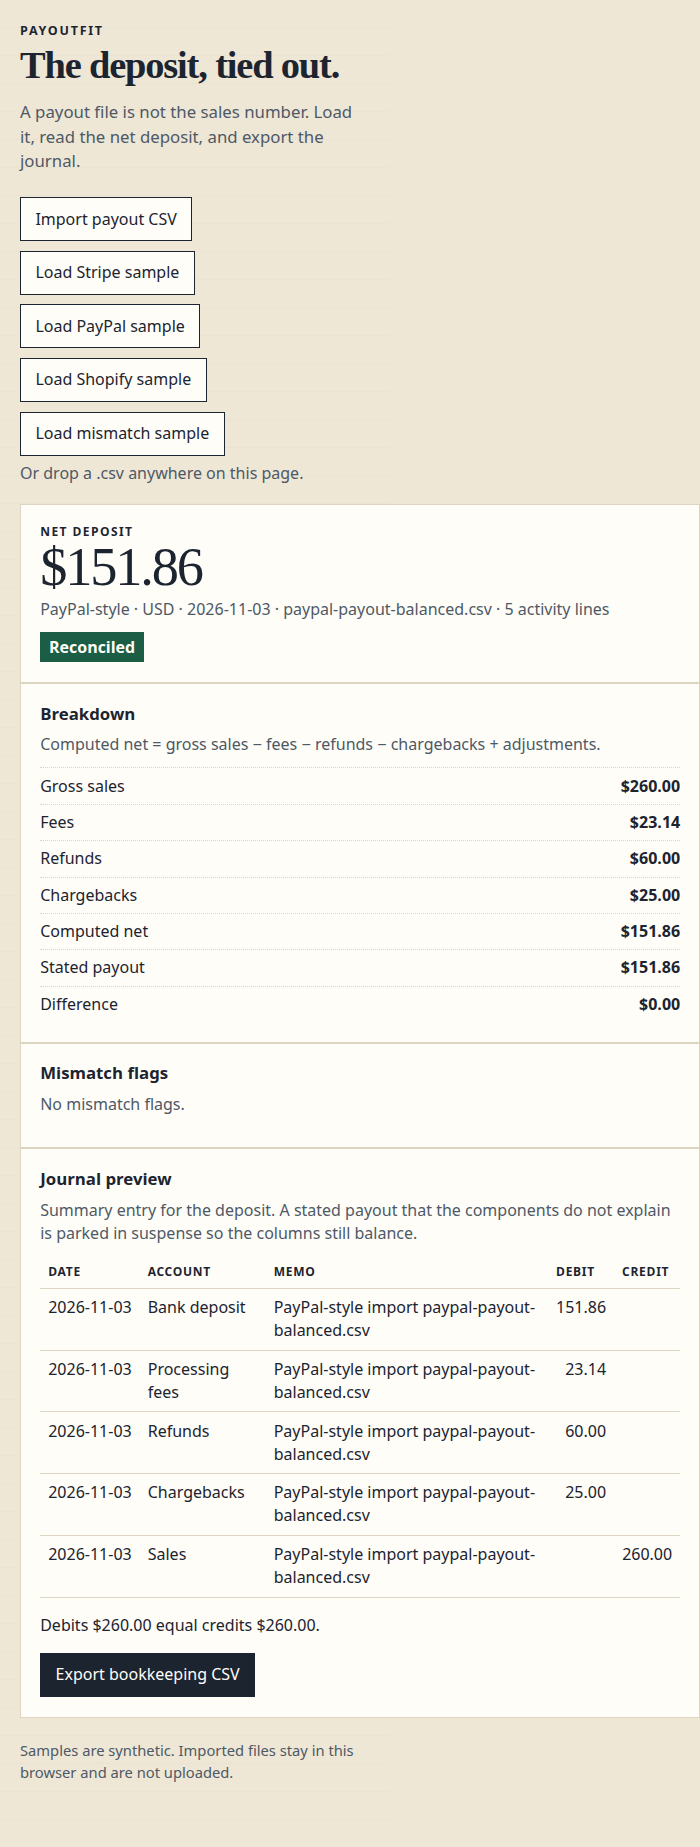 PAYOUTFIT
The deposit, tied out.
A payout file is not the sales number. Load
it, read the net deposit, and export the
journal.
Import payout CSV
Load Stripe sample
Load PayPal sample
Load Shopify sample
Load mismatch sample
Or drop a .csv anywhere on this page.
NET DEPOSIT
$151.86
PayPal-style · USD · 2026-11-03 · paypal-payout-balanced.csv · 5 activity lines
Reconciled
Breakdown
Computed net = gross sales − fees − refunds − chargebacks + adjustments.
Gross sales $260.00
Fees $23.14
Refunds $60.00
Chargebacks $25.00
Computed net $151.86
Stated payout $151.86
Difference $0.00
Mismatch flags
No mismatch flags.
Journal preview
Summary entry for the deposit. A stated payout that the components do not explain
is parked in suspense so the columns still balance.
DATE ACCOUNT MEMO DEBIT CREDIT
2026-11-03 Bank deposit PayPal-style import paypal-payout- 151.86
balanced.csv
2026-11-03 Processing PayPal-style import paypal-payout- 23.14
fees balanced.csv
2026-11-03 Refunds PayPal-style import paypal-payout- 60.00
balanced.csv
2026-11-03 Chargebacks PayPal-style import paypal-payout- 25.00
balanced.csv
2026-11-03 Sales PayPal-style import paypal-payout- 260.00
balanced.csv
Debits $260.00 equal credits $260.00.
Export bookkeeping CSV
Samples are synthetic. Imported files stay in this
browser and are not uploaded.